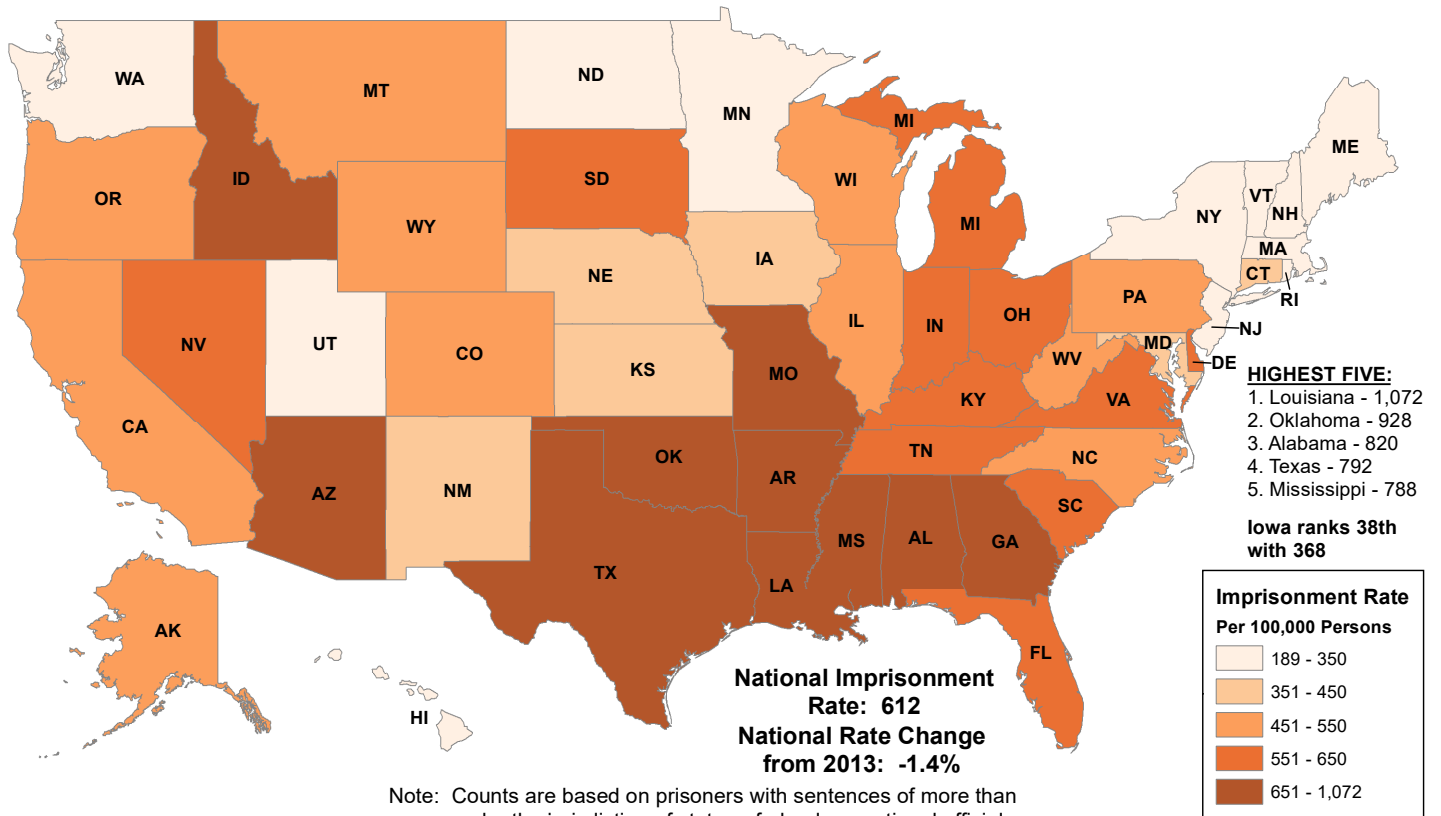 WA
MT
ND
MN
MI
ME
OR
ID
SD
WI
WY
VT
NH
NY
MI
IA
MA
NE
CT
RI
PA
NV
UT
CO
IL
IN
OH
NJ
MD
DE
WV
KS
MO
KY
VA
CA
TN
NC
OK
AR
AZ
NM
SC
MS
AL
GA
TX
LA
AK
FL
HI
HIGHEST FIVE:
1. Louisiana - 1,072
2. Oklahoma - 928
3. Alabama - 820
4. Texas - 792
5. Mississippi - 788
Iowa ranks 38th
with 368
Imprisonment Rate
Per 100,000 Persons
189 - 350
351 - 450
451 - 550
551 - 650
651 - 1,072
National Imprisonment
Rate: 612
National Rate Change
from 2013: -1.4%
Note: Counts are based on prisoners with sentences of more than